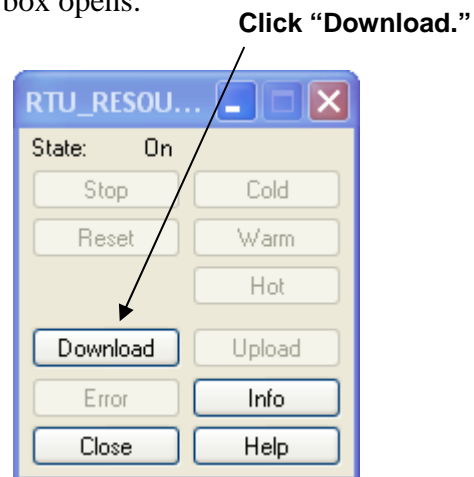 box opens.
Click “Download.”
RTU_RESOU...
State: On
Stop Cold
Reset Warm
Hot
Download Upload
Error Info
Close Help